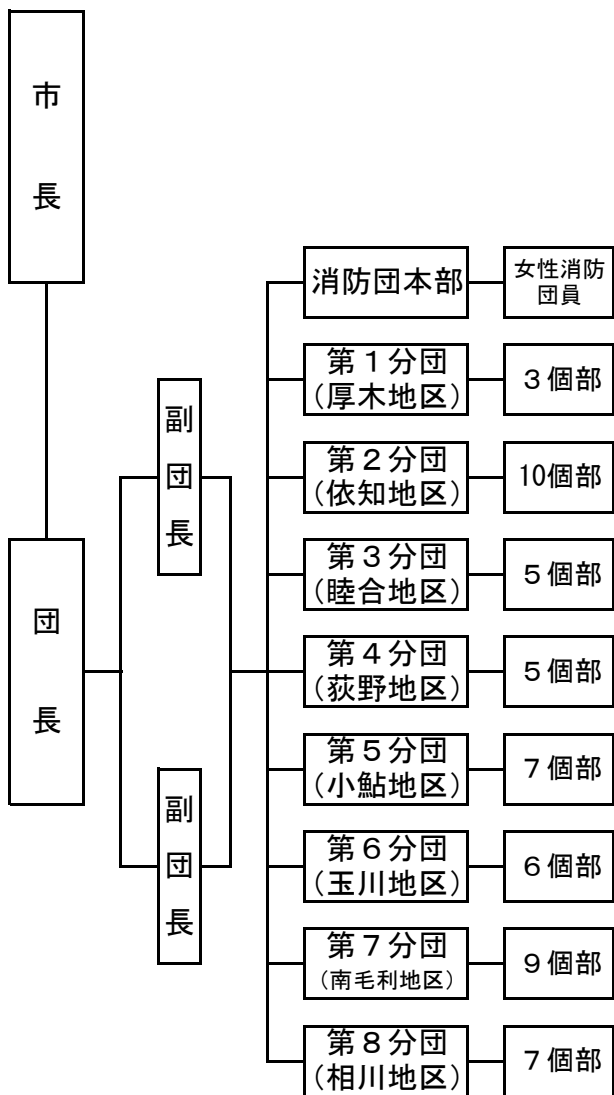 市長
団長
副団長
副団長
消防団本部
女性消防
団員
第１分団
（厚木地区）
３個部
第２分団
（依知地区）
10個部
第３分団
（睦合地区）
５個部
第４分団
（荻野地区）
５個部
第５分団
（小鮎地区）
７個部
第６分団
（玉川地区）
６個部
第７分団
（南毛利地区）
９個部
第８分団
（相川地区）
７個部